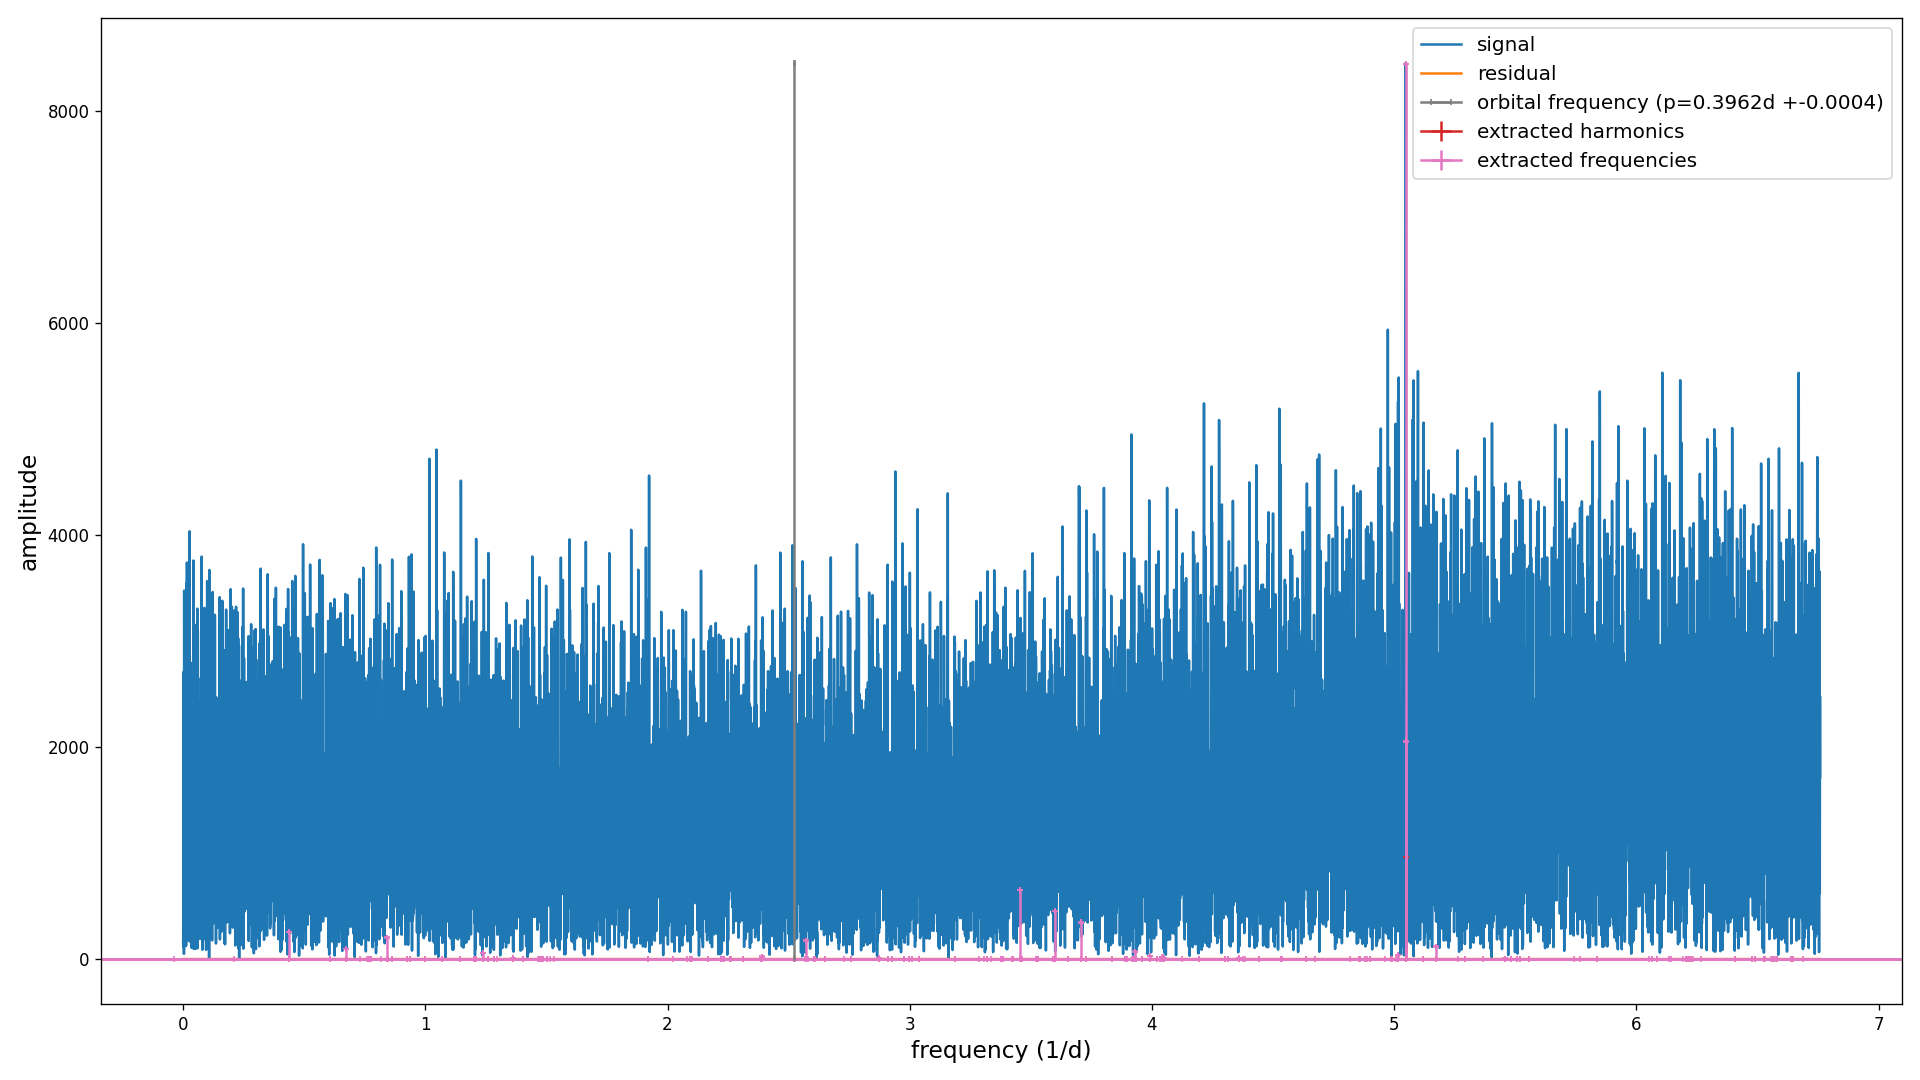 signal
residual
orbital frequency (p=0.3962d +-0.0004)
extracted harmonics
extracted frequencies
amplitude
8000
6000
4000
2000
0
0 1 2 3 4 5 6 7
frequency (1/d)